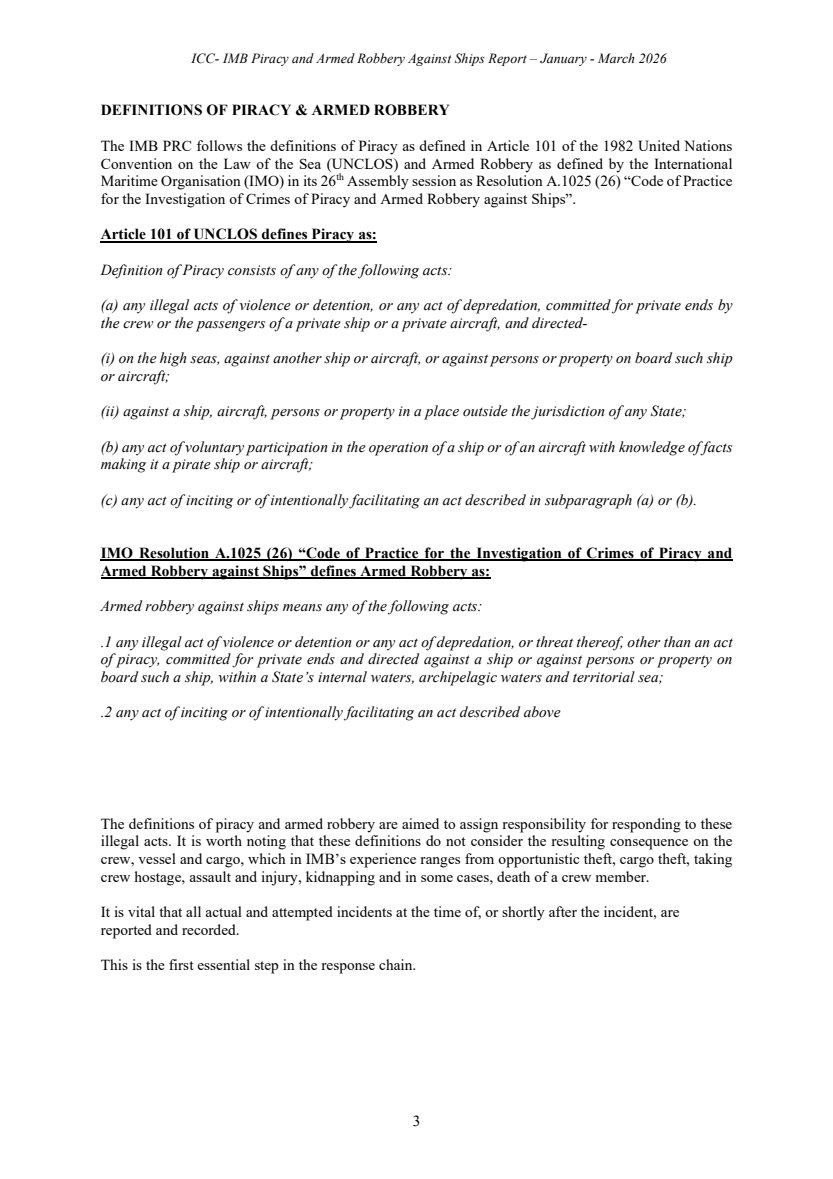 ICC- IMB Piracy and Armed Robbery Against Ships Report – January - March 2026
DEFINITIONS OF PIRACY & ARMED ROBBERY
The IMB PRC follows the definitions of Piracy as defined in Article 101 of the 1982 United Nations
Convention on the Law of the Sea (UNCLOS) and Armed Robbery as defined by the International
Maritime Organisation (IMO) in its 26th Assembly session as Resolution A.1025 (26) “Code of Practice
for the Investigation of Crimes of Piracy and Armed Robbery against Ships”.
Article 101 of UNCLOS defines Piracy as:
Definition of Piracy consists of any of the following acts:
(a) any illegal acts of violence or detention, or any act of depredation, committed for private ends by
the crew or the passengers of a private ship or a private aircraft, and directed-
(i) on the high seas, against another ship or aircraft, or against persons or property on board such ship
or aircraft;
(ii) against a ship, aircraft, persons or property in a place outside the jurisdiction of any State;
(b) any act of voluntary participation in the operation of a ship or of an aircraft with knowledge of facts
making it a pirate ship or aircraft;
(c) any act of inciting or of intentionally facilitating an act described in subparagraph (a) or (b).
IMO Resolution A.1025 (26) “Code of Practice for the Investigation of Crimes of Piracy and
Armed Robbery against Ships” defines Armed Robbery as:
Armed robbery against ships means any of the following acts:
.1 any illegal act of violence or detention or any act of depredation, or threat thereof, other than an act
of piracy, committed for private ends and directed against a ship or against persons or property on
board such a ship, within a State’s internal waters, archipelagic waters and territorial sea;
.2 any act of inciting or of intentionally facilitating an act described above
The definitions of piracy and armed robbery are aimed to assign responsibility for responding to these
illegal acts. It is worth noting that these definitions do not consider the resulting consequence on the
crew, vessel and cargo, which in IMB’s experience ranges from opportunistic theft, cargo theft, taking
crew hostage, assault and injury, kidnapping and in some cases, death of a crew member.
It is vital that all actual and attempted incidents at the time of, or shortly after the incident, are
reported and recorded.
This is the first essential step in the response chain.
3